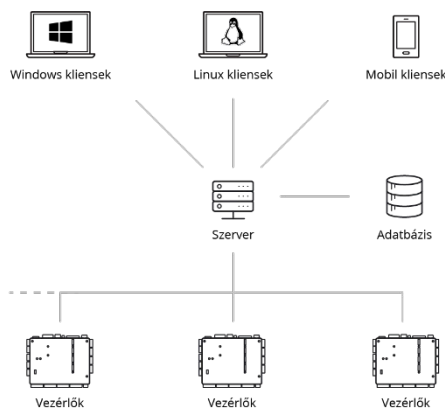 Windows kliensek
Linux kliensek
Mobil kliensek
Szerver
Adatbázis
Vezérlők
Vezérlők
Vezérlők